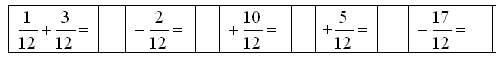 1/12 + 3/12 = − 2/12 = + 10/12 = + 5/12 = − 17/12 =